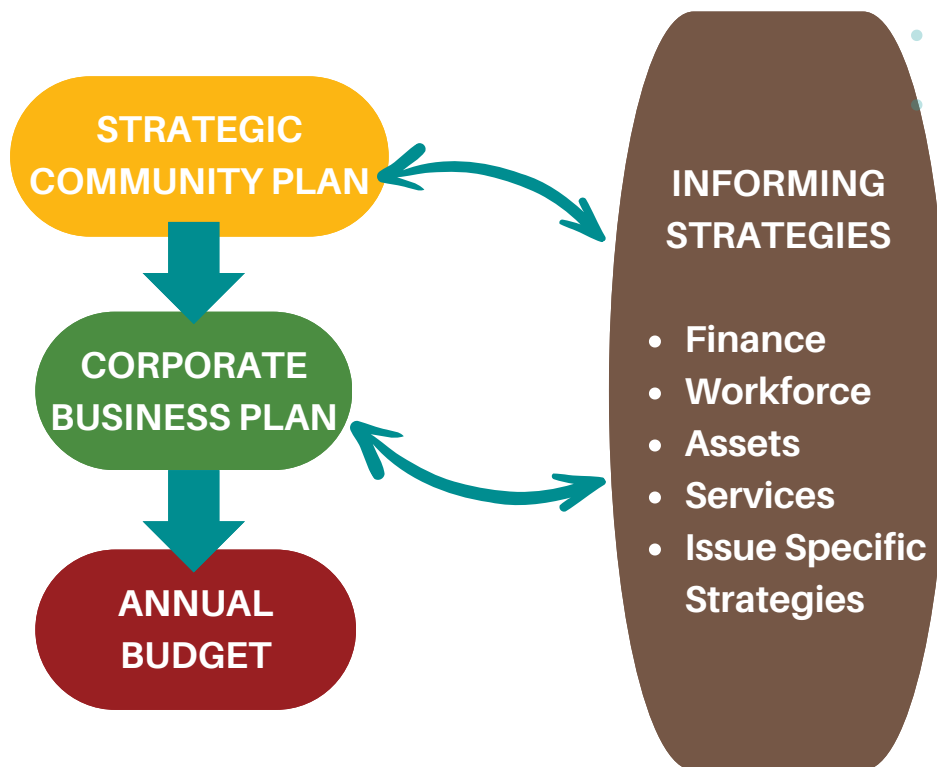 STRATEGIC
COMMUNITY PLAN
CORPORATE
BUSINESS PLAN
ANNUAL
BUDGET
INFORMING
STRATEGIES
• Finance
• Workforce
• Assets
• Services
• Issue Specific
Strategies